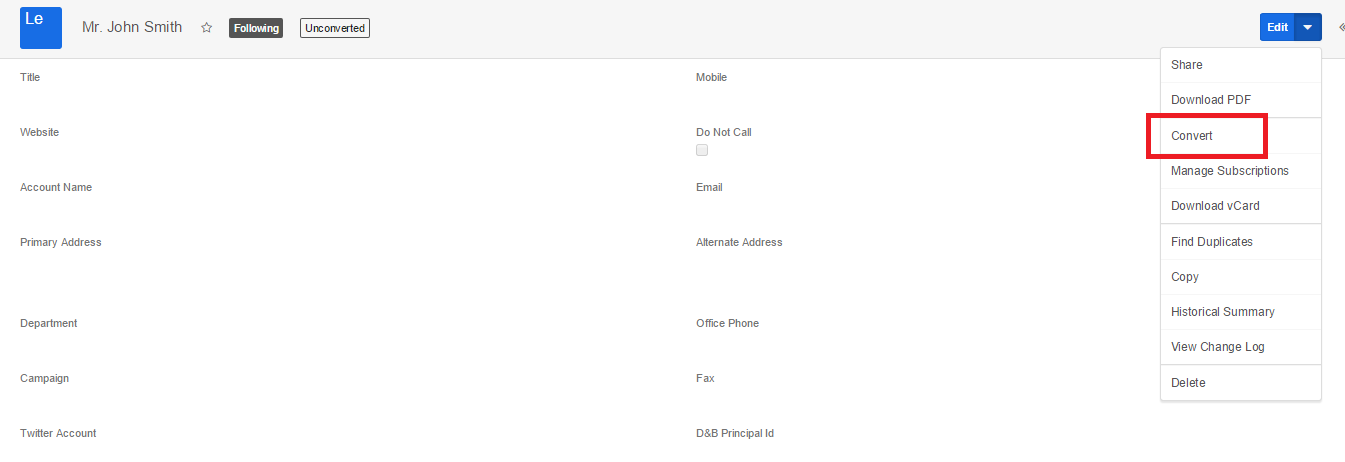 Le
Mr. John Smith Following Unconverted Edit
Share
Download PDF
Convert
Manage Subscriptions
Download vCard
Find Duplicates
Copy
Historical Summary
View Change Log
Delete
Title Mobile
Website Do Not Call
Account Name Email
Primary Address Alternate Address
Department Office Phone
Campaign Fax
Twitter Account D&B Principal Id